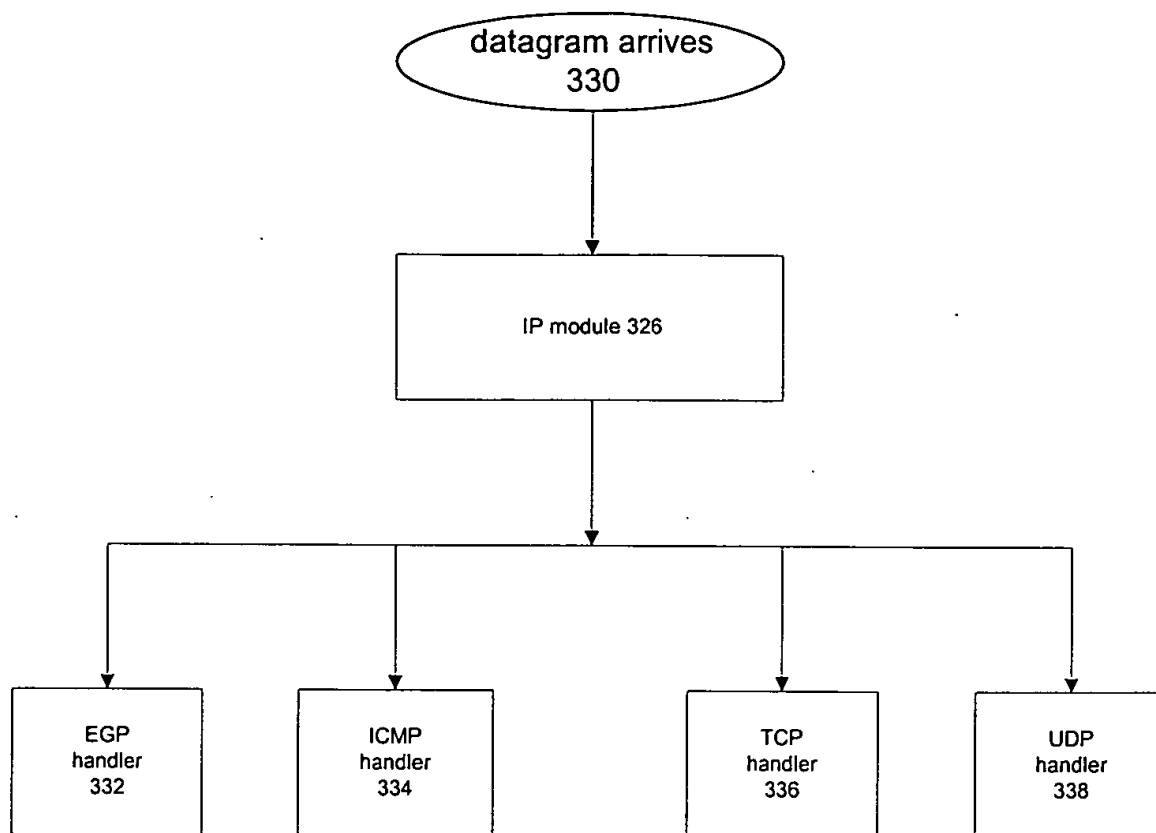 datagram arrives
330
IP module 326
EGP
handler
332
ICMP
handler
334
TCP
handler
336
UDP
handler
338